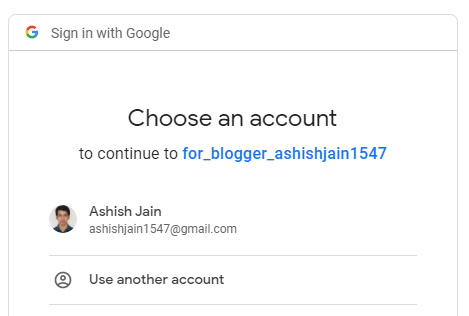 Sign in with Google
Choose an account
to continue to for_blogger_ashishjain1547
Ashish Jain
ashishjain1547@gmail.com
Use another account